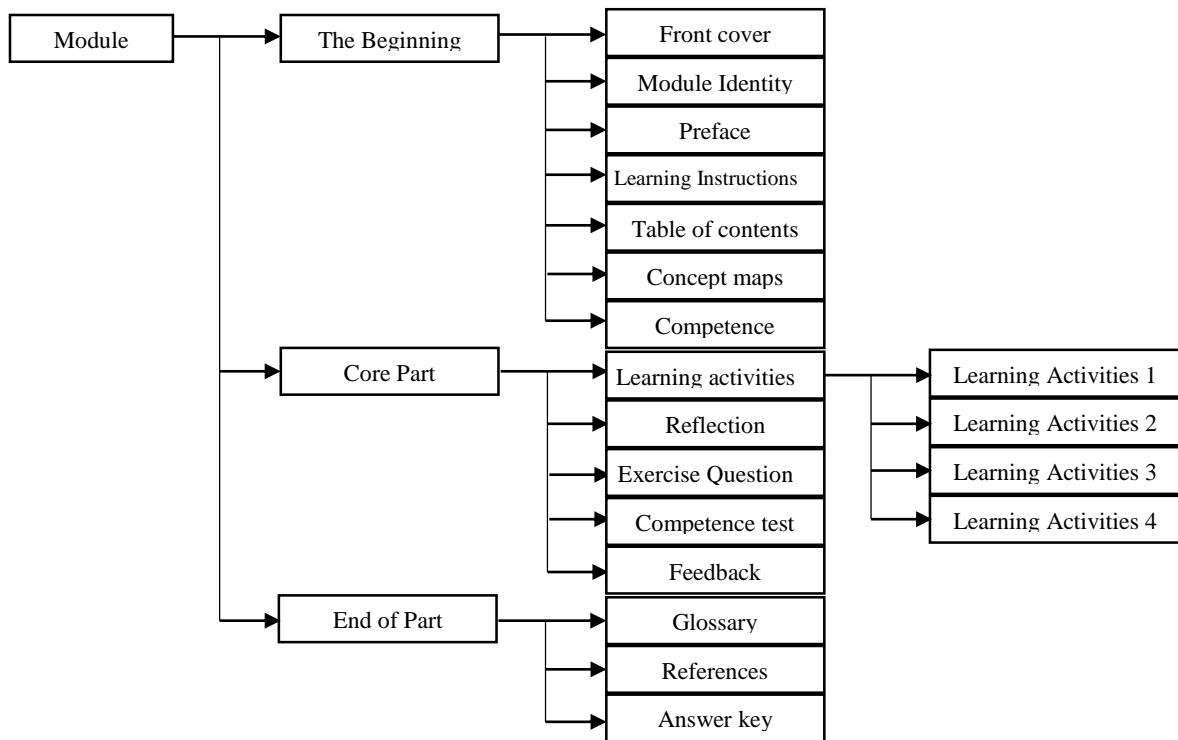 Module
The Beginning
Front cover
Module Identity
Preface
Learning Instructions
Table of contents
Concept maps
Competence
Core Part
Learning activities
Learning Activities 1
Reflection
Learning Activities 2
Exercise Question
Learning Activities 3
Competence test
Learning Activities 4
Feedback
End of Part
Glossary
References
Answer key